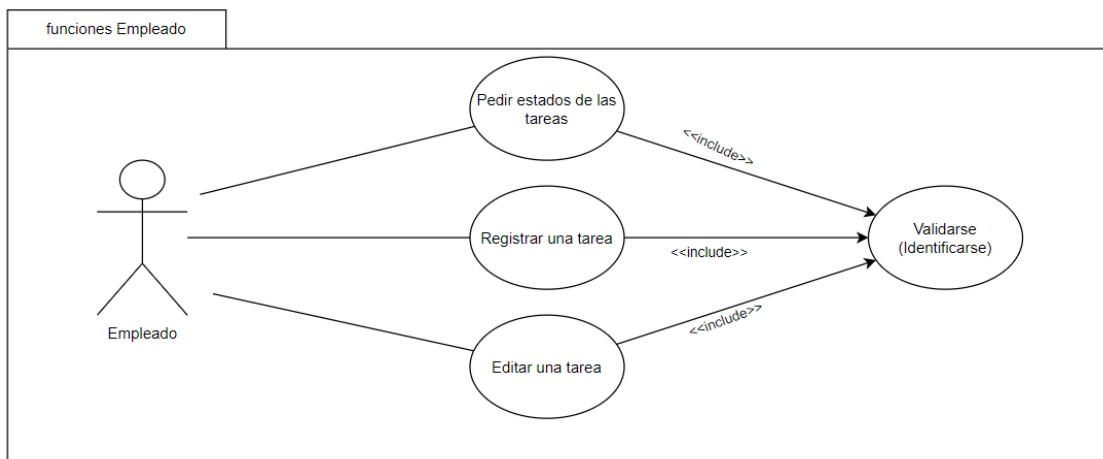 funciones Empleado
Pedir estados de las
tareas
<<include>>
Registrar una tarea
<<include>>
Validarse
(Identificarse)
<<include>>
Empleado
Editar una tarea